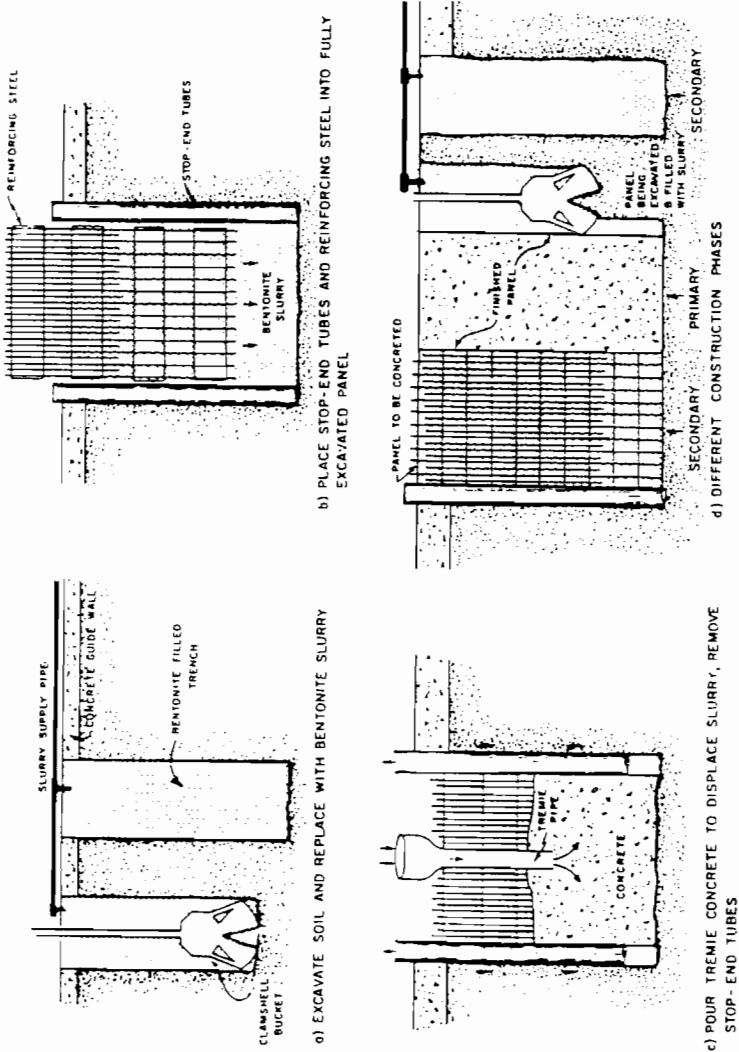 SLURRY SUPPLY PIPE
CONCRETE GUIDE WALL
BENTONITE FILLED
TRENCH
CLAMSHELL
BUCKET
a) EXCAVATE SOIL AND REPLACE WITH BENTONITE SLURRY
REINFORCING STEEL
STOP-END TUBES
BENTONITE
SLURRY
b) PLACE STOP-END TUBES AND REINFORCING STEEL INTO FULLY
EXCAVATED PANEL
TREMIE
PIPE
CONCRETE
c) POUR TREMIE CONCRETE TO DISPLACE SLURRY, REMOVE
STOP-END TUBES
PANEL TO BE CONCRETED
FINISHED
PANEL
PANEL
BEING
EXCAVATED
& FILLED
WITH SLURRY
SECONDARY
PRIMARY
SECONDARY
d) DIFFERENT CONSTRUCTION PHASES